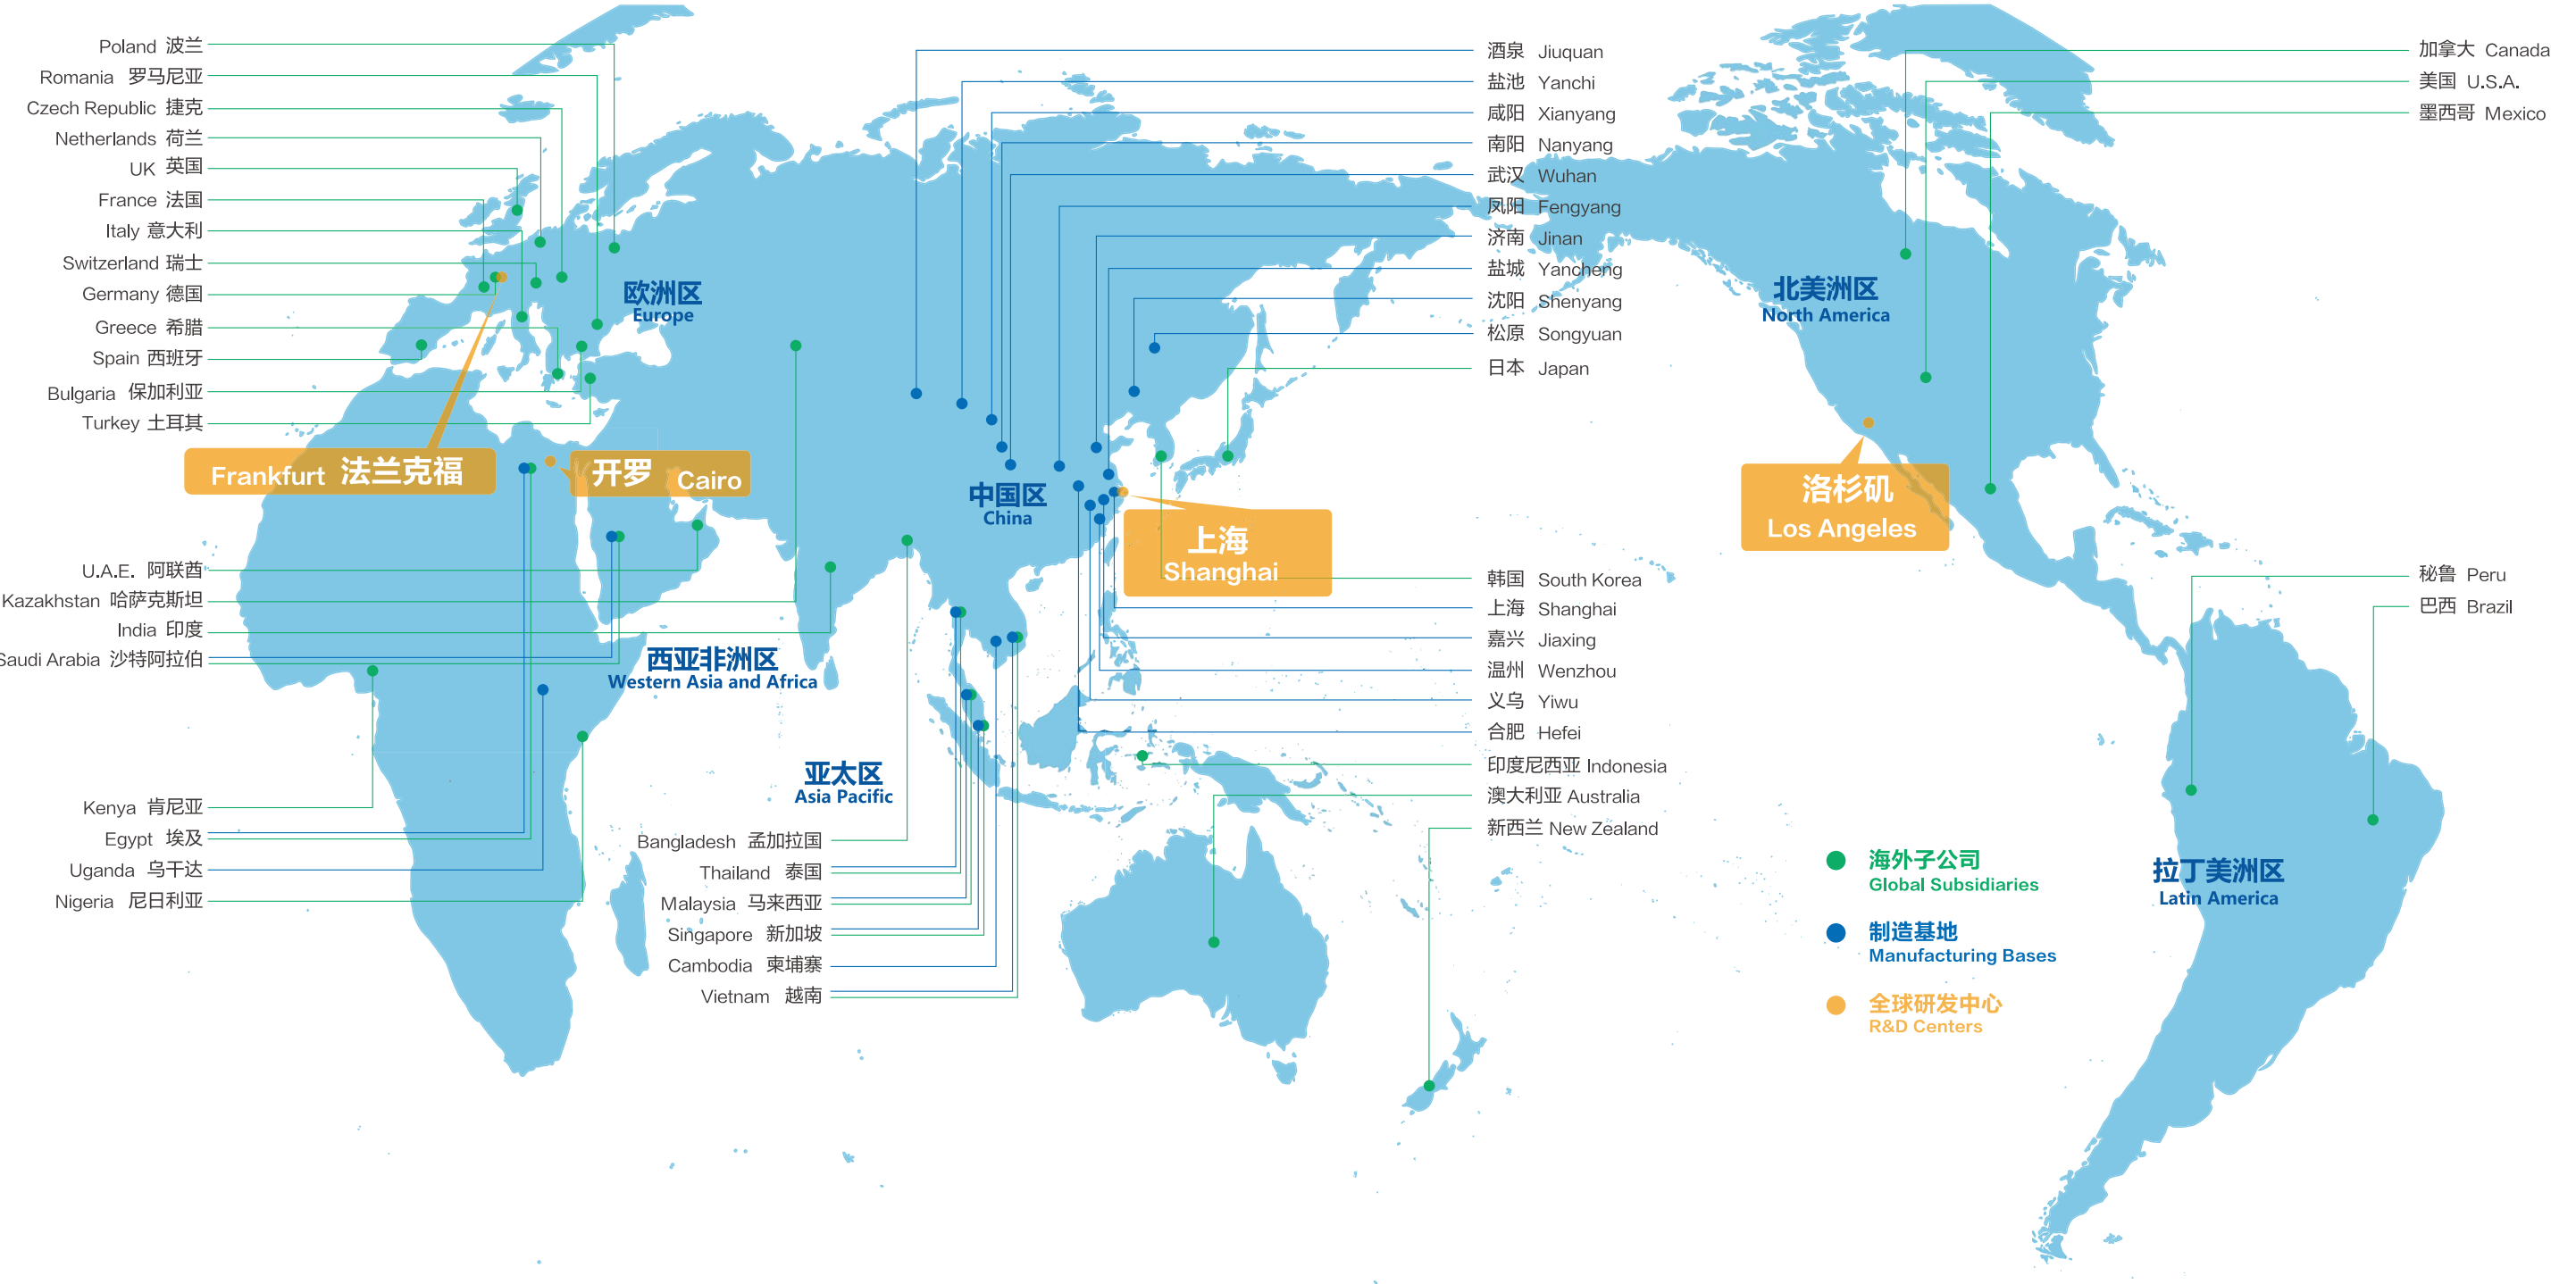 Poland 波兰
Romania 罗马尼亚
Czech Republic 捷克
Netherlands 荷兰
UK 英国
France 法国
Italy 意大利
Switzerland 瑞士
Germany 德国
Greece 希腊
Spain 西班牙
Bulgaria 保加利亚
Turkey 土耳其
Frankfurt 法兰克福
开罗 Cairo
欧洲区
Europe
U.A.E. 阿联酋
Kazakhstan 哈萨克斯坦
India 印度
Saudi Arabia 沙特阿拉伯
西亚非洲区
Western Asia and Africa
Kenya 肯尼亚
Egypt 埃及
Uganda 乌干达
Nigeria 尼日利亚
亚太区
Asia Pacific
Bangladesh 孟加拉国
Thailand 泰国
Malaysia 马来西亚
Singapore 新加坡
Cambodia 柬埔寨
Vietnam 越南
中国区
China
上海
Shanghai
酒泉 Jiuquan
盐池 Yanchi
咸阳 Xianyang
南阳 Nanyang
武汉 Wuhan
凤阳 Fengyang
济南 Jinan
盐城 Yancheng
沈阳 Shenyang
松原 Songyuan
日本 Japan
韩国 South Korea
上海 Shanghai
嘉兴 Jiaxing
温州 Wenzhou
义乌 Yiwu
合肥 Hefei
印度尼西亚 Indonesia
澳大利亚 Australia
新西兰 New Zealand
加拿大 Canada
美国 U.S.A.
墨西哥 Mexico
北美洲区
North America
洛杉矶
Los Angeles
秘鲁 Peru
巴西 Brazil
拉丁美洲区
Latin America
海外子公司
Global Subsidiaries
制造基地
Manufacturing Bases
全球研发中心
R&D Centers